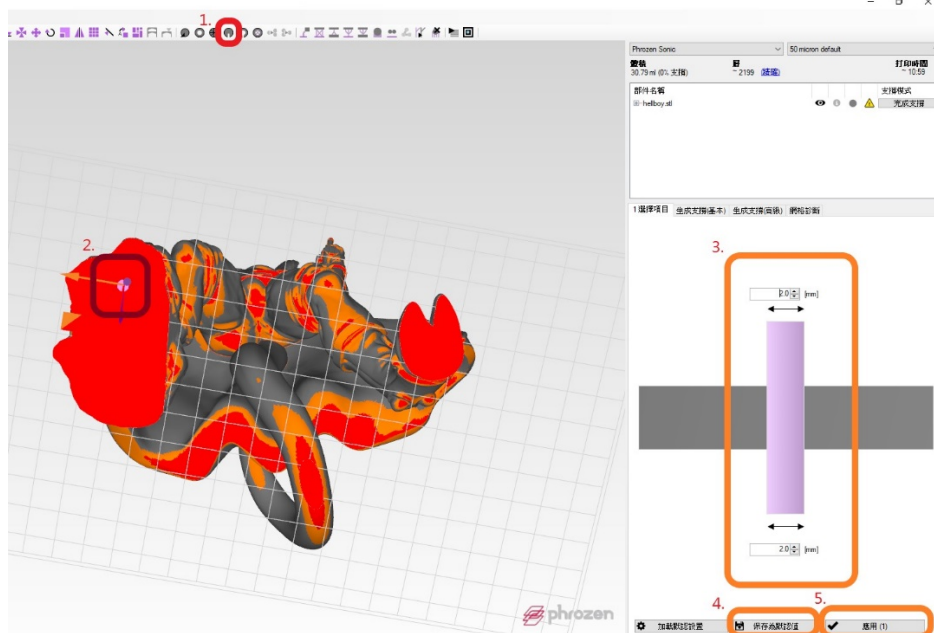 1.
Phrozen Sonic
50 micron default
體積
層
打印時間
30.79 ml (0% 支撐)
~ 2199 (精確)
~ 10:59
部件名稱
支撐模式
hellboy.stl
完成支撐
1 選擇項目
生成支撐(基本)
生成支撐(高級)
網格診斷
2.
3.
2.0 [mm]
2.0 [mm]
phrozen
4.
5.
加載默認設置
保存為默認值
應用 (1)